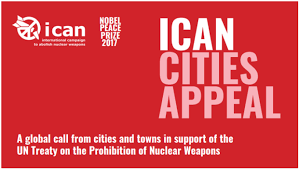 ican
international campaign
to abolish nuclear weapons
NOBEL
PEACE
PRIZE
2017
ICAN
CITIES
APPEAL
A global call from cities and towns in support of the
UN Treaty on the Prohibition of Nuclear Weapons